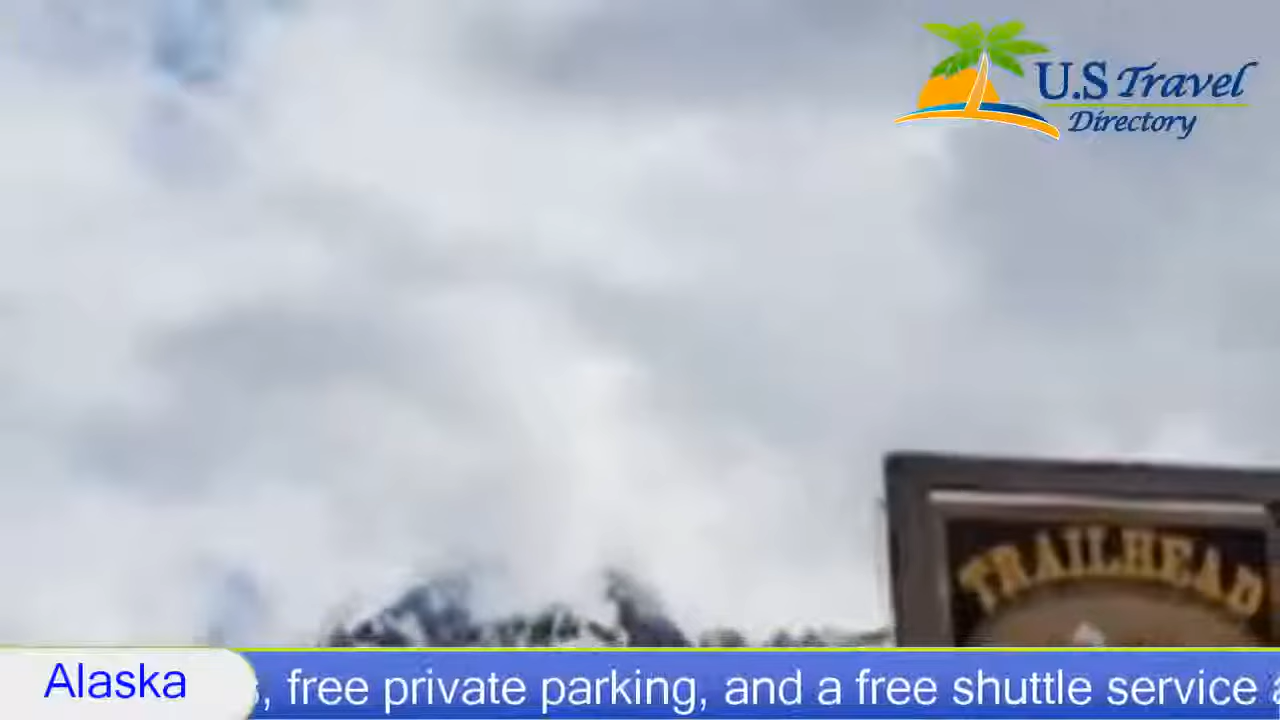 U.S Travel
Directory
TRAILHEAD
Alaska
, free private parking, and a free shuttle service